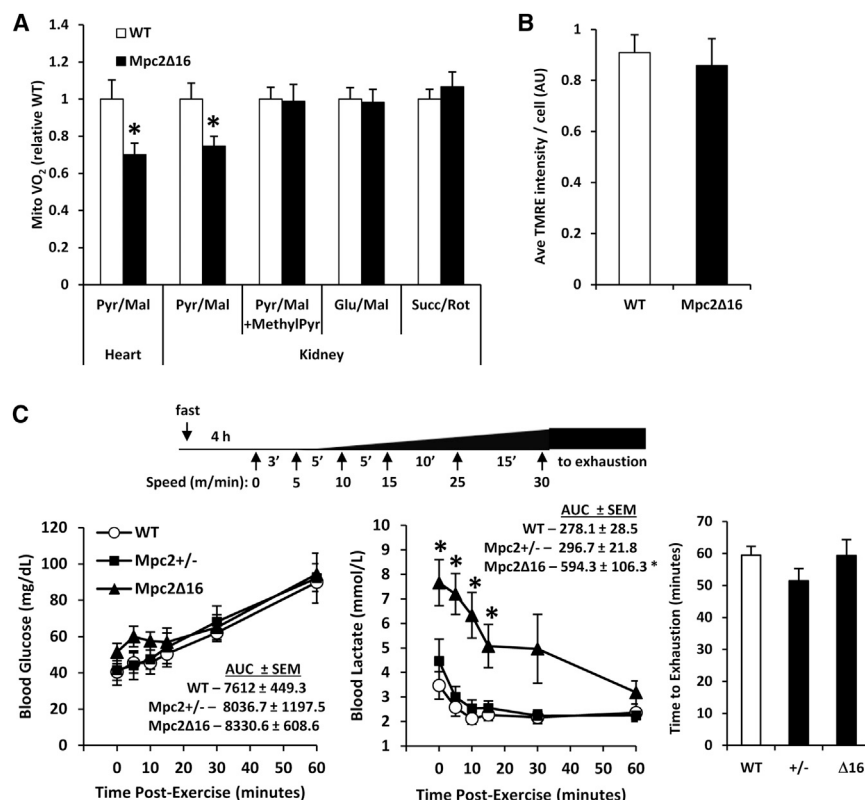 A
1.4
1.2
1
0.8
0.6
0.4
0.2
0
Mito VO2 (relative WT)
WT
Mpc2Δ16
*
*
Pyr/Mal
Pyr/Mal
Pyr/Mal
+MethylPyr
Glu/Mal
Succ/Rot
Heart
Kidney
B
1
0.8
0.6
0.4
0.2
0
Ave TMRE intensity / cell (AU)
WT
Mpc2Δ16
C
fast
4 h
3’ 5’ 5’ 10’ 15’ to exhaustion
Speed (m/min): 0 5 10 15 25 30
120
100
80
60
40
20
0
Blood Glucose (mg/dL)
WT
Mpc2+/-
Mpc2Δ16
AUC ± SEM
WT – 7612 ± 449.3
Mpc2+/- – 8036.7 ± 1197.5
Mpc2Δ16 – 8330.6 ± 608.6
0 10 20 30 40 50 60
Time Post-Exercise (minutes)
10
9
8
7
6
5
4
3
2
1
Blood Lactate (mmol/L)
* * * *
AUC ± SEM
WT – 278.1 ± 28.5
Mpc2+/- – 296.7 ± 21.8
Mpc2Δ16 – 594.3 ± 106.3 *
0 10 20 30 40 50 60
Time Post-Exercise (minutes)
70
60
50
40
30
20
10
0
Time to Exhaustion (minutes)
WT +/- Δ16